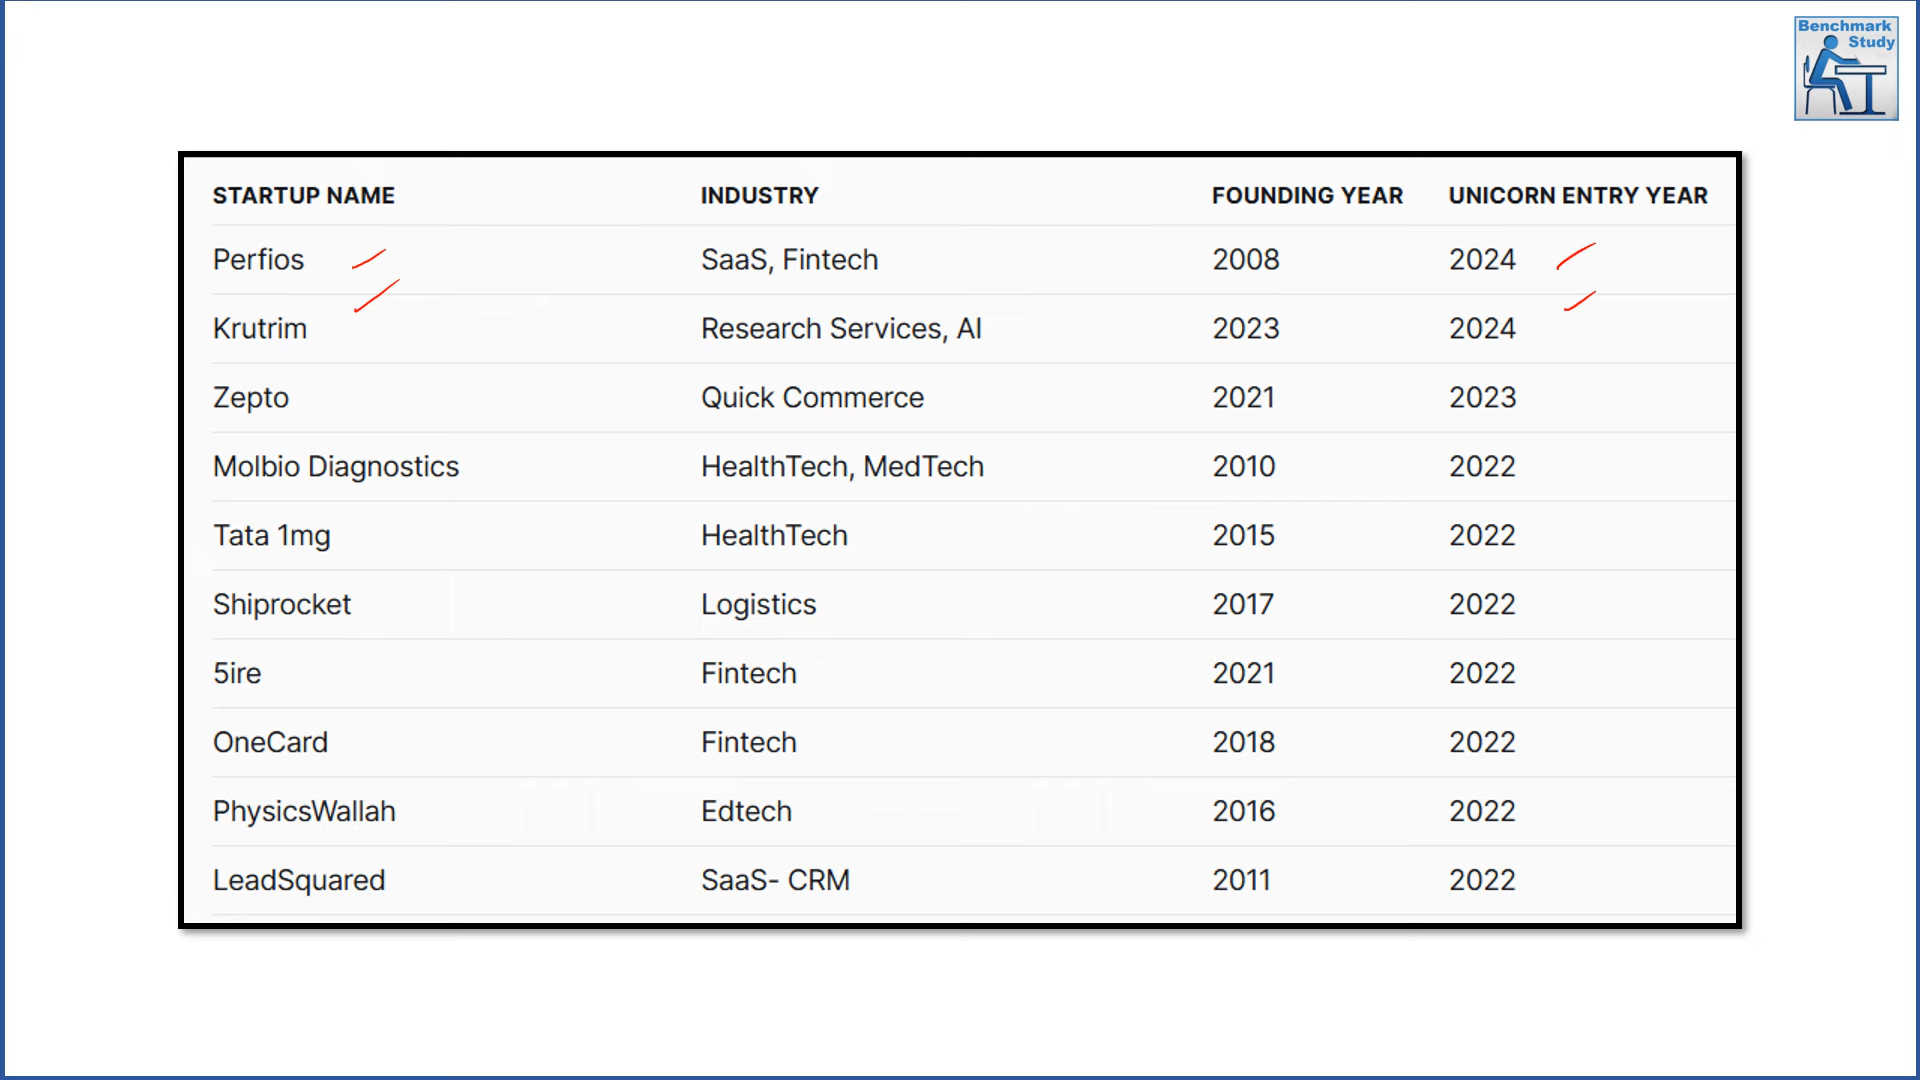 Benchmark
Study
STARTUP NAME INDUSTRY FOUNDING YEAR UNICORN ENTRY YEAR
Perfios SaaS, Fintech 2008 2024
Krutrim Research Services, AI 2023 2024
Zepto Quick Commerce 2021 2023
Molbio Diagnostics HealthTech, MedTech 2010 2022
Tata 1mg HealthTech 2015 2022
Shiprocket Logistics 2017 2022
5ire Fintech 2021 2022
OneCard Fintech 2018 2022
PhysicsWallah Edtech 2016 2022
LeadSquared SaaS- CRM 2011 2022